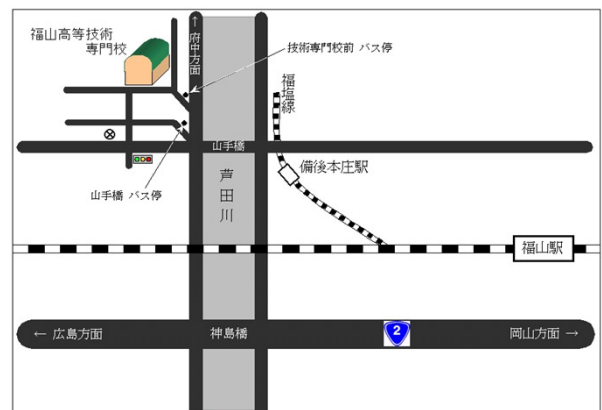 福山高等技術
専門校
↑府中方面
技術専門校前 バス停
福塩線
山手橋
備後本庄駅
山手橋 バス停
芦田川
福山駅
← 広島方面
神島橋
2
岡山方面 →